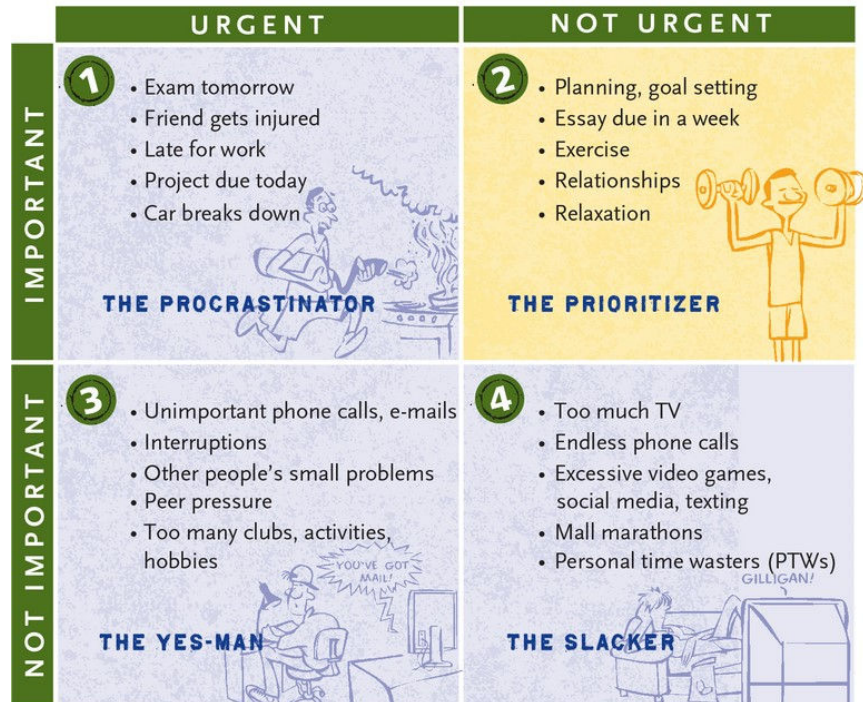 URGENT
NOT URGENT
IMPORTANT
1
• Exam tomorrow
• Friend gets injured
• Late for work
• Project due today
• Car breaks down
THE PROCRASTINATOR
2
• Planning, goal setting
• Essay due in a week
• Exercise
• Relationships
• Relaxation
THE PRIORITIZER
NOT IMPORTANT
3
• Unimportant phone calls, e-mails
• Interruptions
• Other people's small problems
• Peer pressure
• Too many clubs, activities,
hobbies
YOU'VE GOT
MAIL!
THE YES-MAN
4
• Too much TV
• Endless phone calls
• Excessive video games,
social media, texting
• Mall marathons
• Personal time wasters (PTWs)
GILLIGAN!
THE SLACKER